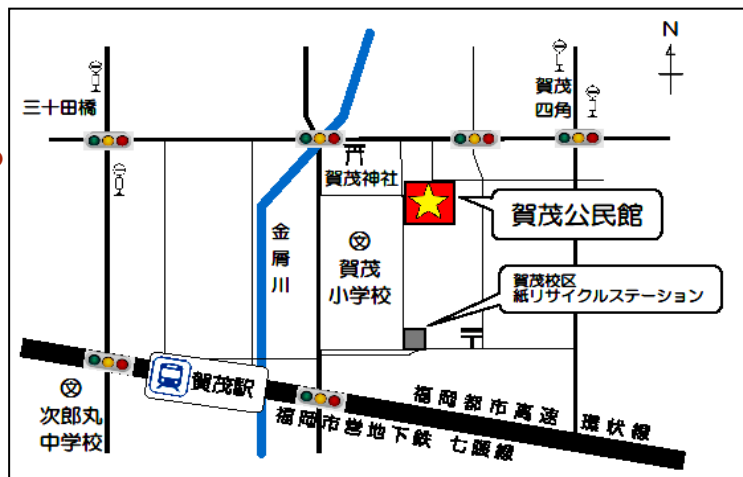 N
三十田橋
賀茂
四角
賀茂神社
賀茂公民館
金
屑
川
文
賀茂
小学校
賀茂校区
紙リサイクルステーション
賀茂駅
文
次郎丸
中学校
福岡都市高速 環状線
福岡市営地下鉄 七隈線